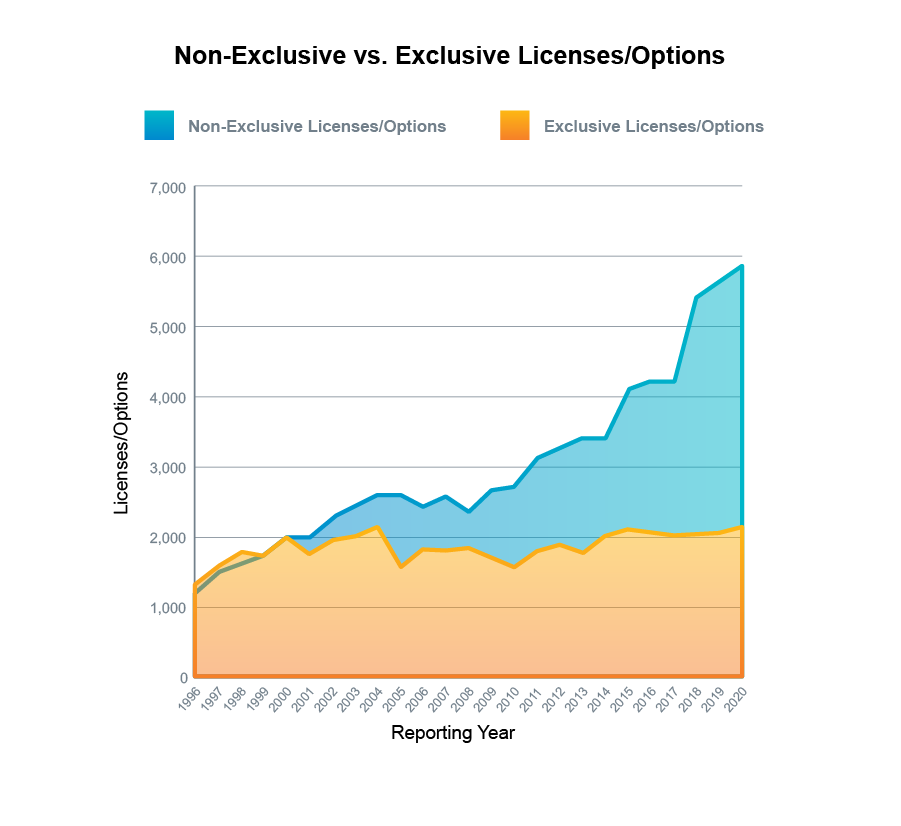 Non-Exclusive vs. Exclusive Licenses/Options
Non-Exclusive Licenses/Options
Exclusive Licenses/Options
7,000
6,000
5,000
4,000
3,000
2,000
1,000
0
Licenses/Options
1996 1997 1998 1999 2000 2001 2002 2003 2004 2005 2006 2007 2008 2009 2010 2011 2012 2013 2014 2015 2016 2017 2018 2019 2020
Reporting Year